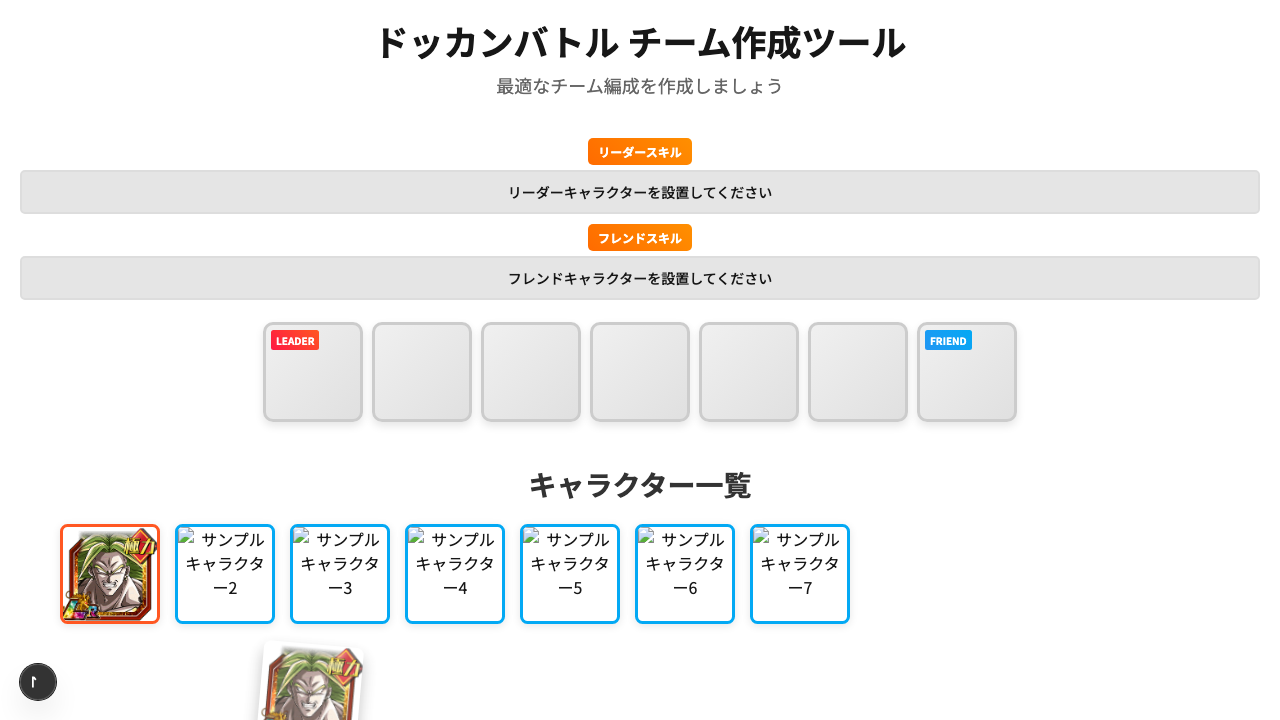 ドッカンバトル チーム作成ツール
最適なチーム編成を作成しましょう
リーダースキル
リーダーキャラクターを設置してください
フレンドスキル
フレンドキャラクターを設置してください
LEADER
FRIEND
キャラクター一覧
サンプル
キャラクタ
ー2
サンプル
キャラクタ
ー3
サンプル
キャラクタ
ー4
サンプル
キャラクタ
ー5
サンプル
キャラクタ
ー6
サンプル
キャラクタ
ー7